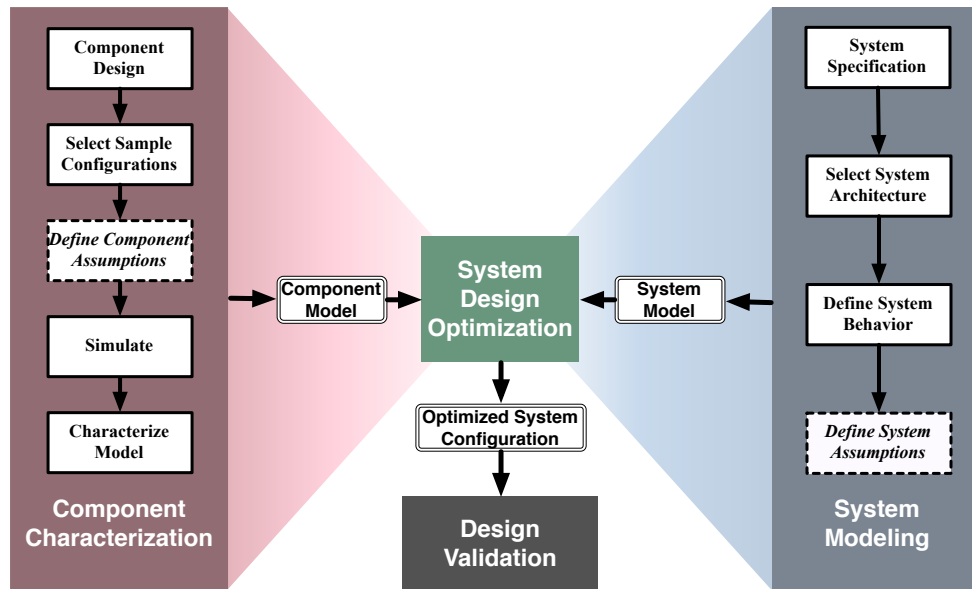 Component
Design
Select Sample
Configurations
Define Component
Assumptions
Simulate
Characterize
Model
Component
Characterization
Component
Model
System
Design
Optimization
System
Model
Optimized System
Configuration
Design
Validation
System
Specification
Select System
Architecture
Define System
Behavior
Define System
Assumptions
System
Modeling